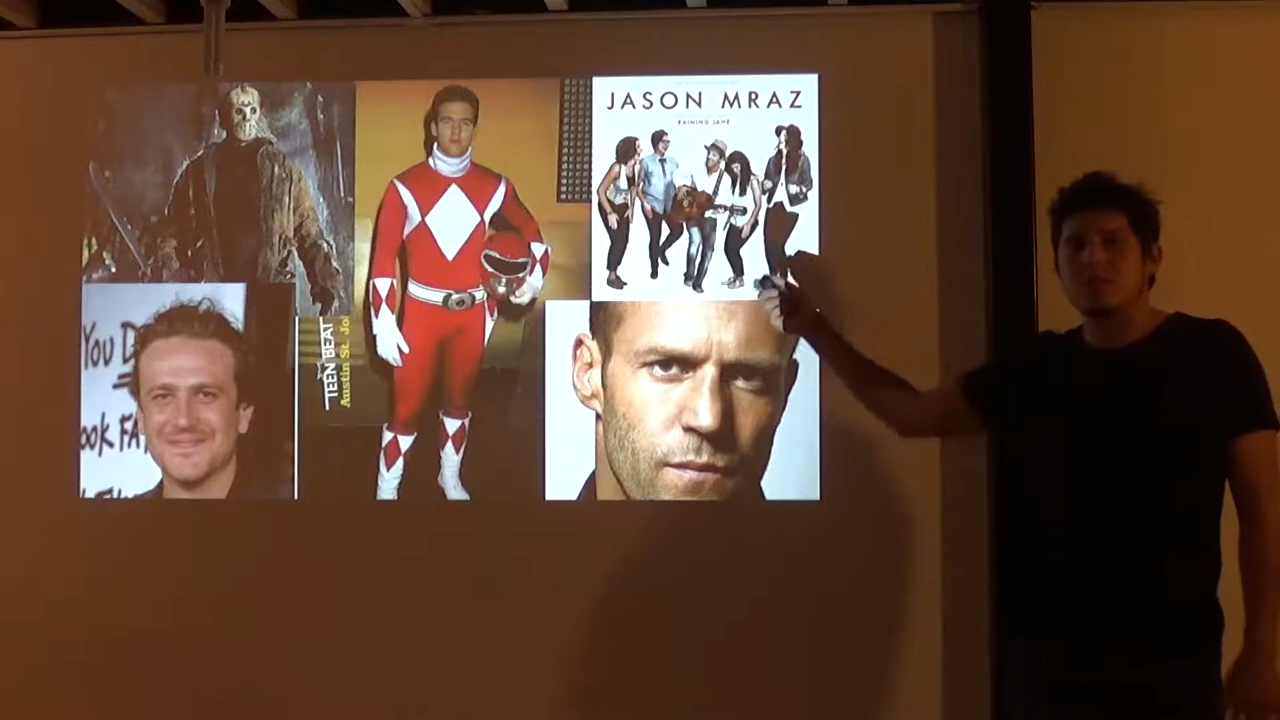 JASON MRAZ
RAINING JANE
TEEN BEAT
Austin St. Jo
YOU D
OOK FA